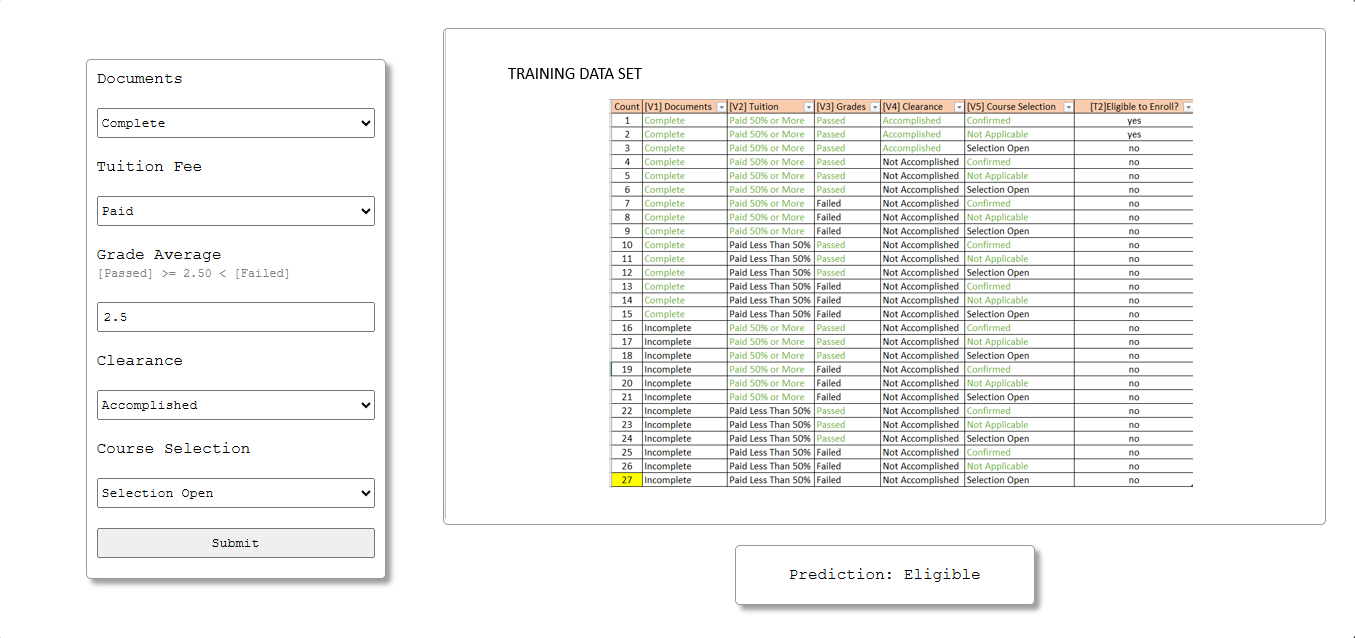 Documents
Complete
Tuition Fee
Paid
Grade Average
[Passed] >= 2.50 < [Failed]
2.5
Clearance
Accomplished
Course Selection
Selection Open
Submit
TRAINING DATA SET
Count [V1] Documents [V2] Tuition [V3] Grades [V4] Clearance [V5] Course Selection [T2]Eligible to Enroll?
1 Complete Paid 50% or More Passed Accomplished Confirmed yes
2 Complete Paid 50% or More Passed Accomplished Not Applicable yes
3 Complete Paid 50% or More Passed Accomplished Selection Open no
4 Complete Paid 50% or More Passed Not Accomplished Confirmed no
5 Complete Paid 50% or More Passed Not Accomplished Not Applicable no
6 Complete Paid 50% or More Passed Not Accomplished Selection Open no
7 Complete Paid 50% or More Failed Not Accomplished Confirmed no
8 Complete Paid 50% or More Failed Not Accomplished Not Applicable no
9 Complete Paid 50% or More Failed Not Accomplished Selection Open no
10 Complete Paid Less Than 50% Passed Not Accomplished Confirmed no
11 Complete Paid Less Than 50% Passed Not Accomplished Not Applicable no
12 Complete Paid Less Than 50% Passed Not Accomplished Selection Open no
13 Complete Paid Less Than 50% Failed Not Accomplished Confirmed no
14 Complete Paid Less Than 50% Failed Not Accomplished Not Applicable no
15 Complete Paid Less Than 50% Failed Not Accomplished Selection Open no
16 Incomplete Paid 50% or More Passed Not Accomplished Confirmed no
17 Incomplete Paid 50% or More Passed Not Accomplished Not Applicable no
18 Incomplete Paid 50% or More Passed Not Accomplished Selection Open no
19 Incomplete Paid 50% or More Failed Not Accomplished Confirmed no
20 Incomplete Paid 50% or More Failed Not Accomplished Not Applicable no
21 Incomplete Paid 50% or More Failed Not Accomplished Selection Open no
22 Incomplete Paid Less Than 50% Passed Not Accomplished Confirmed no
23 Incomplete Paid Less Than 50% Passed Not Accomplished Not Applicable no
24 Incomplete Paid Less Than 50% Passed Not Accomplished Selection Open no
25 Incomplete Paid Less Than 50% Failed Not Accomplished Confirmed no
26 Incomplete Paid Less Than 50% Failed Not Accomplished Not Applicable no
27 Incomplete Paid Less Than 50% Failed Not Accomplished Selection Open no
Prediction: Eligible